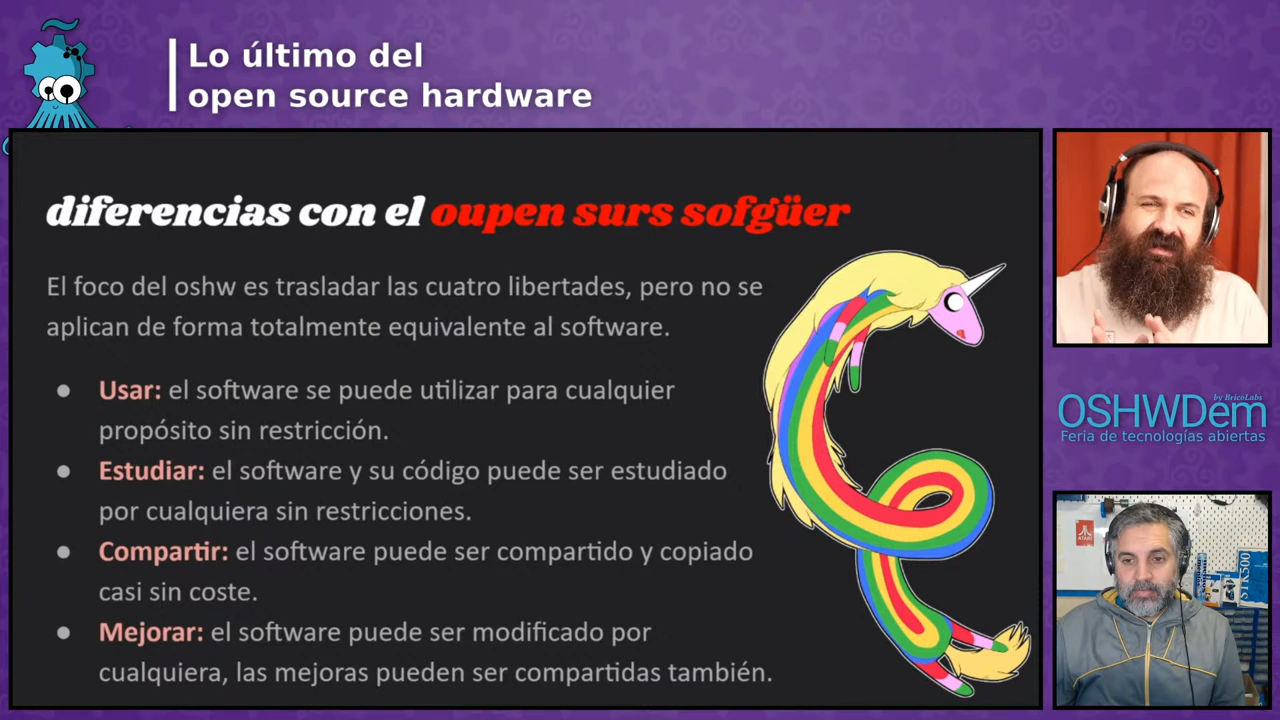 Lo último del
open source hardware
diferencias con el oupen surs sofgüer
El foco del oshw es trasladar las cuatro libertades, pero no se
aplican de forma totalmente equivalente al software.
● Usar: el software se puede utilizar para cualquier
propósito sin restricción.
● Estudiar: el software y su código puede ser estudiado
por cualquiera sin restricciones.
● Compartir: el software puede ser compartido y copiado
casi sin coste.
● Mejorar: el software puede ser modificado por
cualquiera, las mejoras pueden ser compartidas también.
by BricoLabs
OSHWDem
Feria de tecnologías abiertas
ATARI
STK500